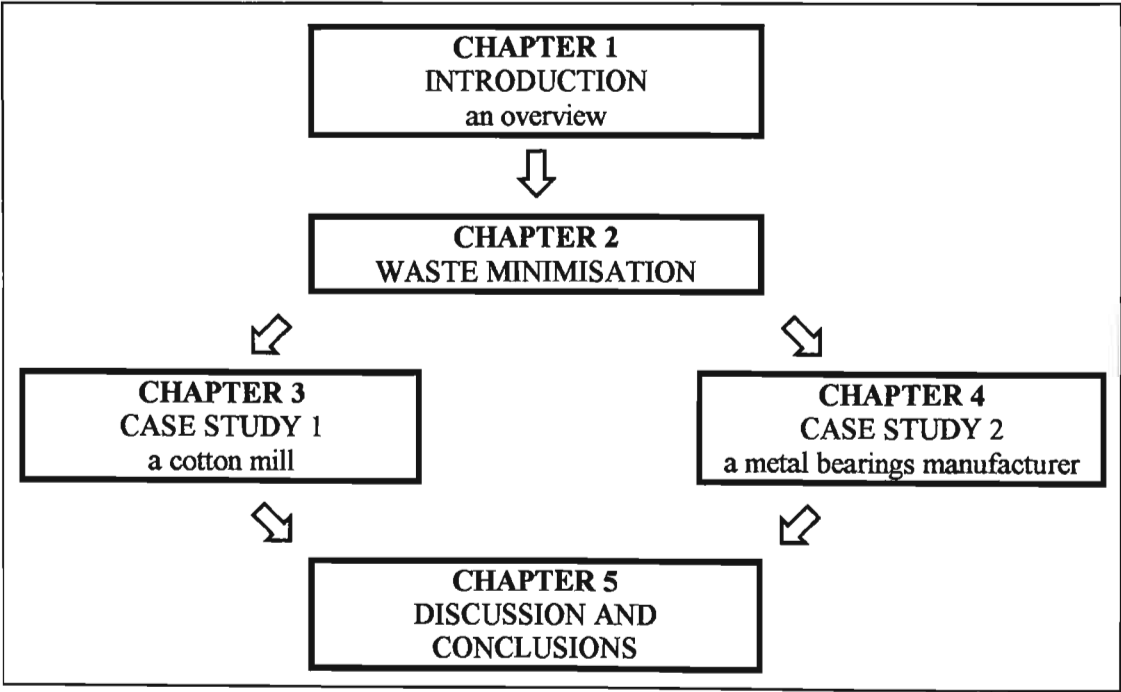 CHAPTER 1
INTRODUCTION
an overview
CHAPTER 2
WASTE MINIMISATION
CHAPTER 3
CASE STUDY 1
a cotton mill
CHAPTER 4
CASE STUDY 2
a metal bearings manufacturer
CHAPTER 5
DISCUSSION AND
CONCLUSIONS